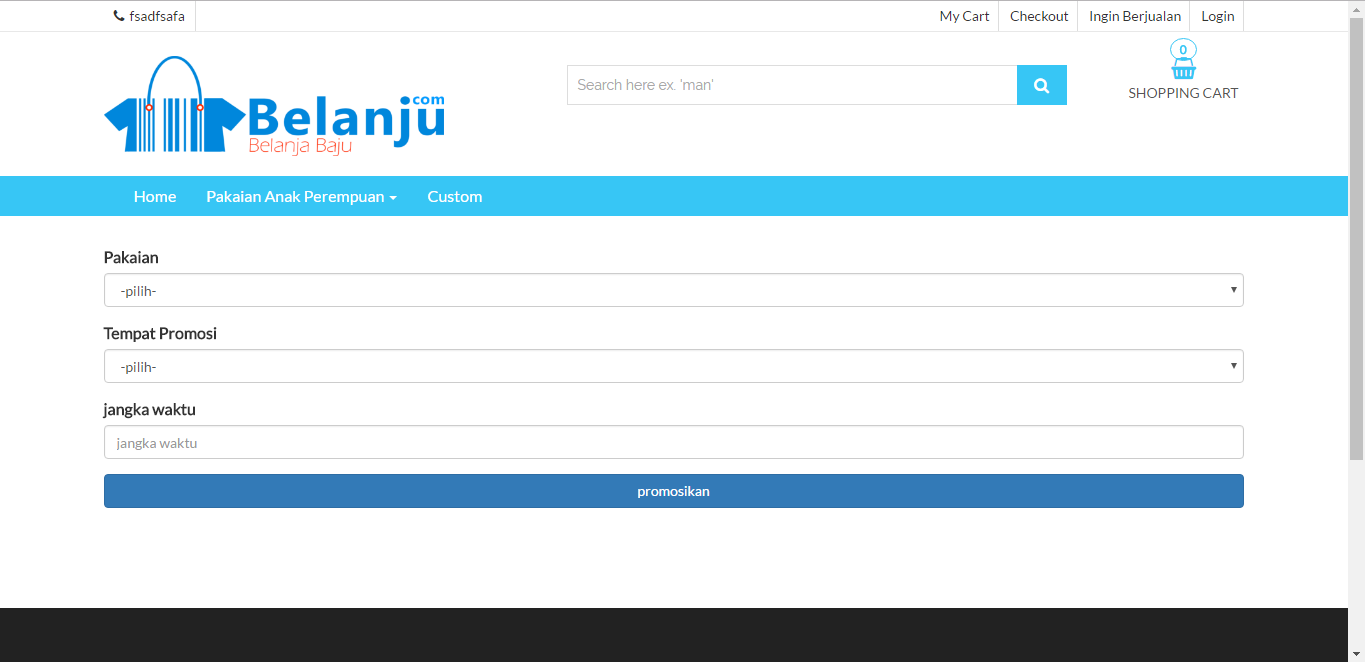 fsadfsafa
My Cart
Checkout
Ingin Berjualan
Login
Belanju.com
Belanja Baju
Search here ex. 'man'
0
SHOPPING CART
Home
Pakaian Anak Perempuan
Custom
Pakaian
-pilih-
Tempat Promosi
-pilih-
jangka waktu
jangka waktu
promosikan